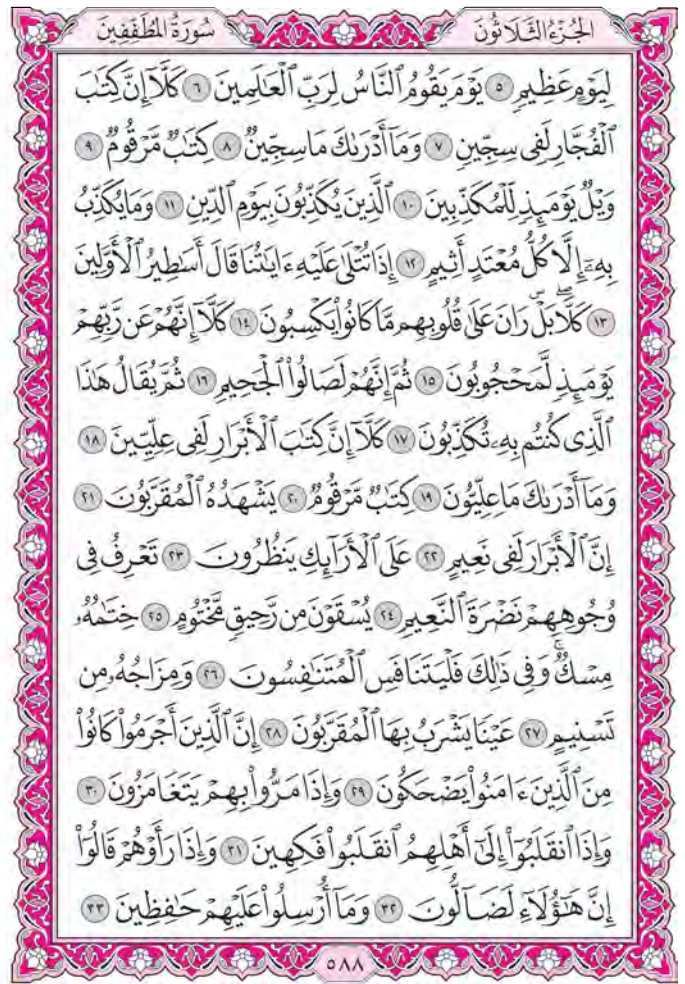 سُورَةُ المُطَفِّفِين
الجُزْءُ الثَّلَاثُونَ
لِيَوْمٍ عَظِيمٍ ٥ يَوْمَ يَقُومُ ٱلنَّاسُ لِرَبِّ ٱلْعَٰلَمِينَ ٦ كَلَّآ إِنَّ كِتَٰبَ
ٱلْفُجَّارِ لَفِى سِجِّينٍ ٧ وَمَآ أَدْرَىٰكَ مَا سِجِّينٌ ٨ كِتَٰبٌ مَّرْقُومٌ ٩
وَيْلٌ يَوْمَئِذٍ لِّلْمُكَذِّبِينَ ١٠ ٱلَّذِينَ يُكَذِّبُونَ بِيَوْمِ ٱلدِّينِ ١١ وَمَا يُكَذِّبُ
بِهِۦٓ إِلَّا كُلُّ مُعْتَدٍ أَثِيمٍ ١٢ إِذَا تُتْلَىٰ عَلَيْهِ ءَايَٰتُنَا قَالَ أَسَٰطِيرُ ٱلْأَوَّلِينَ
١٣ كَلَّا ۖ بَلْ ۜ رَانَ عَلَىٰ قُلُوبِهِم مَّا كَانُوا۟ يَكْسِبُونَ ١٤ كَلَّآ إِنَّهُمْ عَن رَّبِّهِمْ
يَوْمَئِذٍ لَّمَحْجُوبُونَ ١٥ ثُمَّ إِنَّهُمْ لَصَالُوا۟ ٱلْجَحِيمِ ١٦ ثُمَّ يُقَالُ هَٰذَا
ٱلَّذِى كُنتُم بِهِۦ تُكَذِّبُونَ ١٧ كَلَّآ إِنَّ كِتَٰبَ ٱلْأَبْرَارِ لَفِى عِلِّيِّينَ ١٨
وَمَآ أَدْرَىٰكَ مَا عِلِّيُّونَ ١٩ كِتَٰبٌ مَّرْقُومٌ ٢٠ يَشْهَدُهُ ٱلْمُقَرَّبُونَ ٢١
إِنَّ ٱلْأَبْرَارَ لَفِى نَعِيمٍ ٢٢ عَلَى ٱلْأَرَآئِكِ يَنظُرُونَ ٢٣ تَعْرِفُ فِى
وُجُوهِهِمْ نَضْرَةَ ٱلنَّعِيمِ ٢٤ يُسْقَوْنَ مِن رَّحِيقٍ مَّخْتُومٍ ٢٥ خِتَٰمُهُۥ
مِسْكٌ ۚ وَفِى ذَٰلِكَ فَلْيَتَنَافَسِ ٱلْمُتَنَٰفِسُونَ ٢٦ وَمِزَاجُهُۥ مِن
تَسْنِيمٍ ٢٧ عَيْنًا يَشْرَبُ بِهَا ٱلْمُقَرَّبُونَ ٢٨ إِنَّ ٱلَّذِينَ أَجْرَمُوا۟ كَانُوا۟
مِنَ ٱلَّذِينَ ءَامَنُوا۟ يَضْحَكُونَ ٢٩ وَإِذَا مَرُّوا۟ بِهِمْ يَتَغَامَزُونَ ٣٠
وَإِذَا ٱنقَلَبُوٓا۟ إِلَىٰٓ أَهْلِهِمُ ٱنقَلَبُوا۟ فَكِهِينَ ٣١ وَإِذَا رَأَوْهُمْ قَالُوٓا۟
إِنَّ هَٰٓؤُلَآءِ لَضَآلُّونَ ٣٢ وَمَآ أُرْسِلُوا۟ عَلَيْهِمْ حَٰفِظِينَ ٣٣
٥٨٨